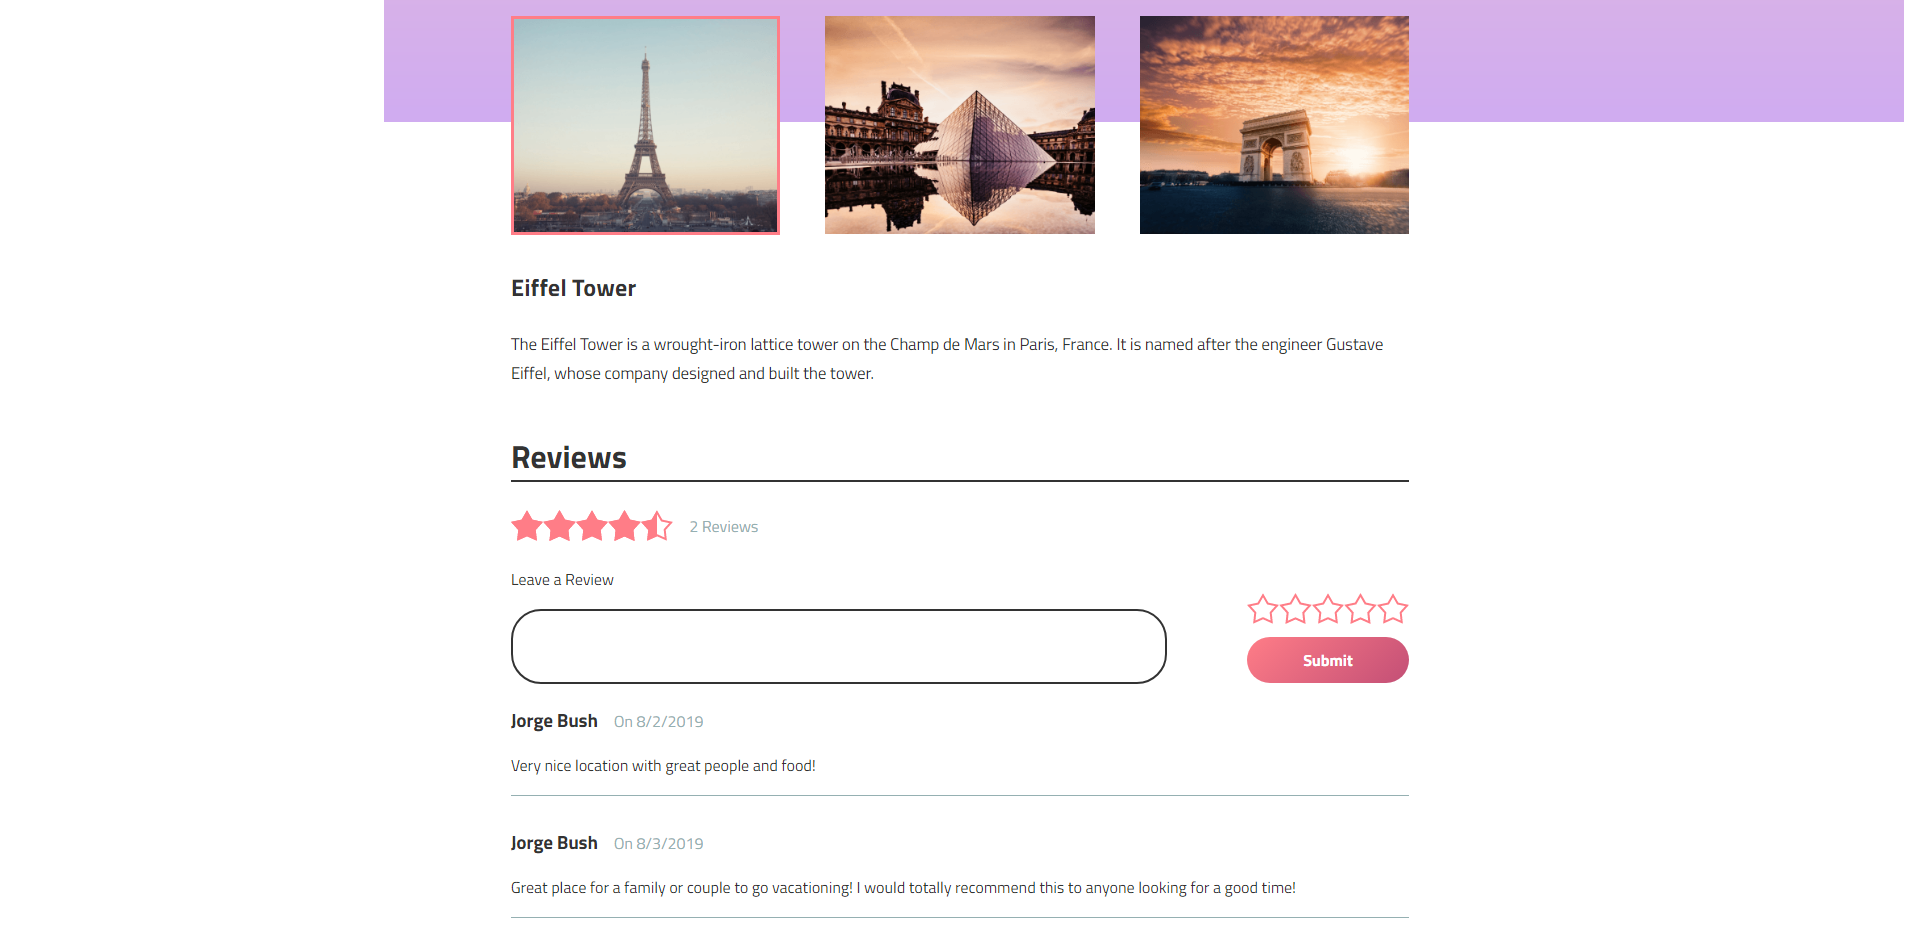 Eiffel Tower
The Eiffel Tower is a wrought-iron lattice tower on the Champ de Mars in Paris, France. It is named after the engineer Gustave
Eiffel, whose company designed and built the tower.
Reviews
2 Reviews
Leave a Review
Submit
Jorge Bush On 8/2/2019
Very nice location with great people and food!
Jorge Bush On 8/3/2019
Great place for a family or couple to go vacationing! I would totally recommend this to anyone looking for a good time!